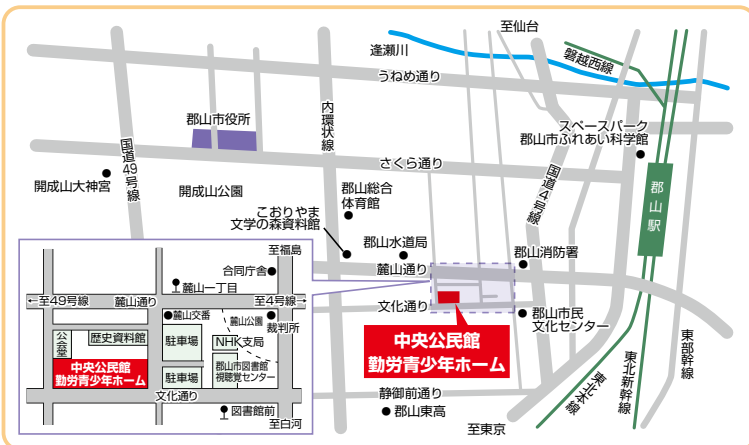 至仙台
逢瀬川
磐越西線
うねめ通り
内環状線
郡山市役所
スペースパーク
郡山市ふれあい科学館
国道49号線
さくら通り
国道4号線
開成山大神宮
開成山公園
郡山総合
体育館
郡山駅
こおりやま
文学の森資料館
郡山水道局
郡山消防署
麓山通り
文化通り
郡山市民
文化センター
中央公民館
勤労青少年ホーム
東部幹線
東北新幹線
東北本線
静御前通り
郡山東高
至東京
至福島
合同庁舎
麓山一丁目
←至49号線
麓山通り
至4号線→
麓山交番
麓山公園
裁判所
公会堂
歴史資料館
駐車場
NHK支局
中央公民館
勤労青少年ホーム
駐車場
郡山市図書館
視聴覚センター
文化通り
図書館前
至白河